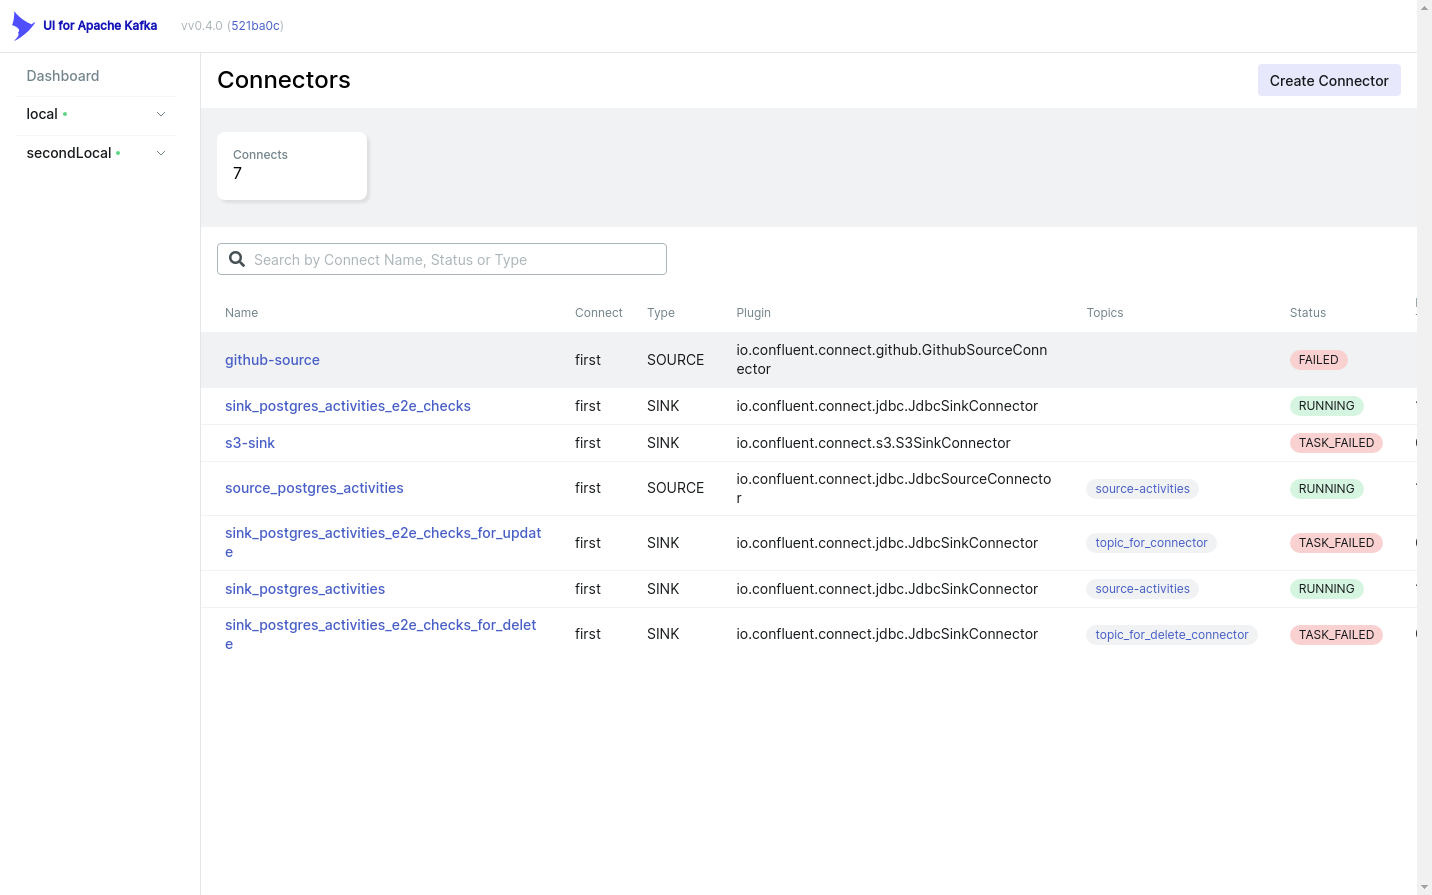 UI for Apache Kafka vv0.4.0 (521ba0c)
Dashboard
local
secondLocal
Connectors
Create Connector
Connects
7
Search by Connect Name, Status or Type
Name Connect Type Plugin Topics Status
github-source first SOURCE io.confluent.connect.github.GithubSourceConn
ector FAILED
sink_postgres_activities_e2e_checks first SINK io.confluent.connect.jdbc.JdbcSinkConnector RUNNING
s3-sink first SINK io.confluent.connect.s3.S3SinkConnector TASK_FAILED
source_postgres_activities first SOURCE io.confluent.connect.jdbc.JdbcSourceConnecto
r source-activities RUNNING
sink_postgres_activities_e2e_checks_for_updat
e first SINK io.confluent.connect.jdbc.JdbcSinkConnector topic_for_connector TASK_FAILED
sink_postgres_activities first SINK io.confluent.connect.jdbc.JdbcSinkConnector source-activities RUNNING
sink_postgres_activities_e2e_checks_for_delet
e first SINK io.confluent.connect.jdbc.JdbcSinkConnector topic_for_delete_connector TASK_FAILED